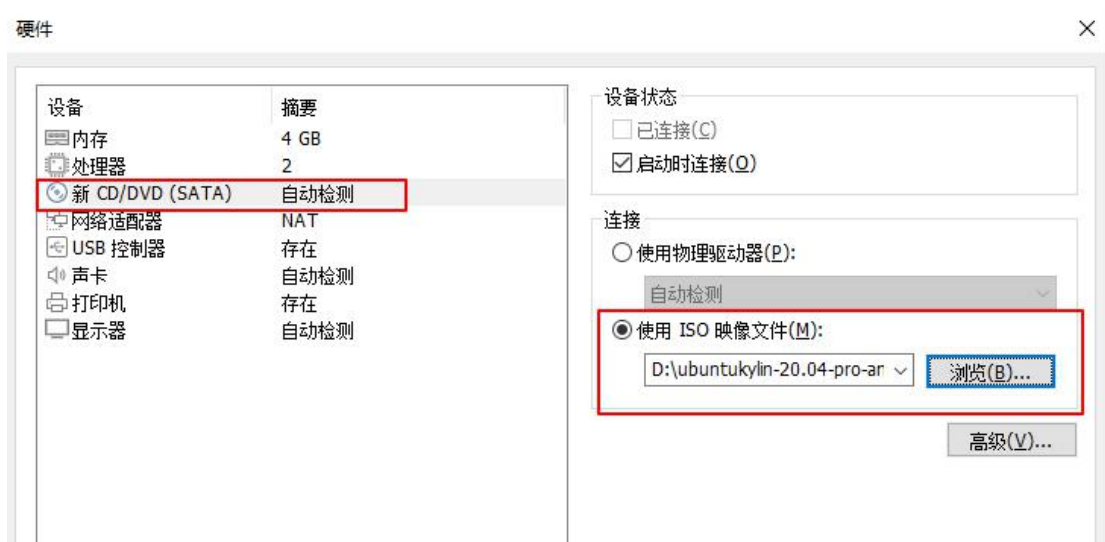 硬件
设备 摘要
内存 4 GB
处理器 2
新 CD/DVD (SATA) 自动检测
网络适配器 NAT
USB 控制器 存在
声卡 自动检测
打印机 存在
显示器 自动检测
设备状态
已连接(C)
启动时连接(O)
连接
使用物理驱动器(P):
自动检测
使用 ISO 映像文件(M):
D:\ubuntukylin-20.04-pro-an
浏览(B)...
高级(V)...